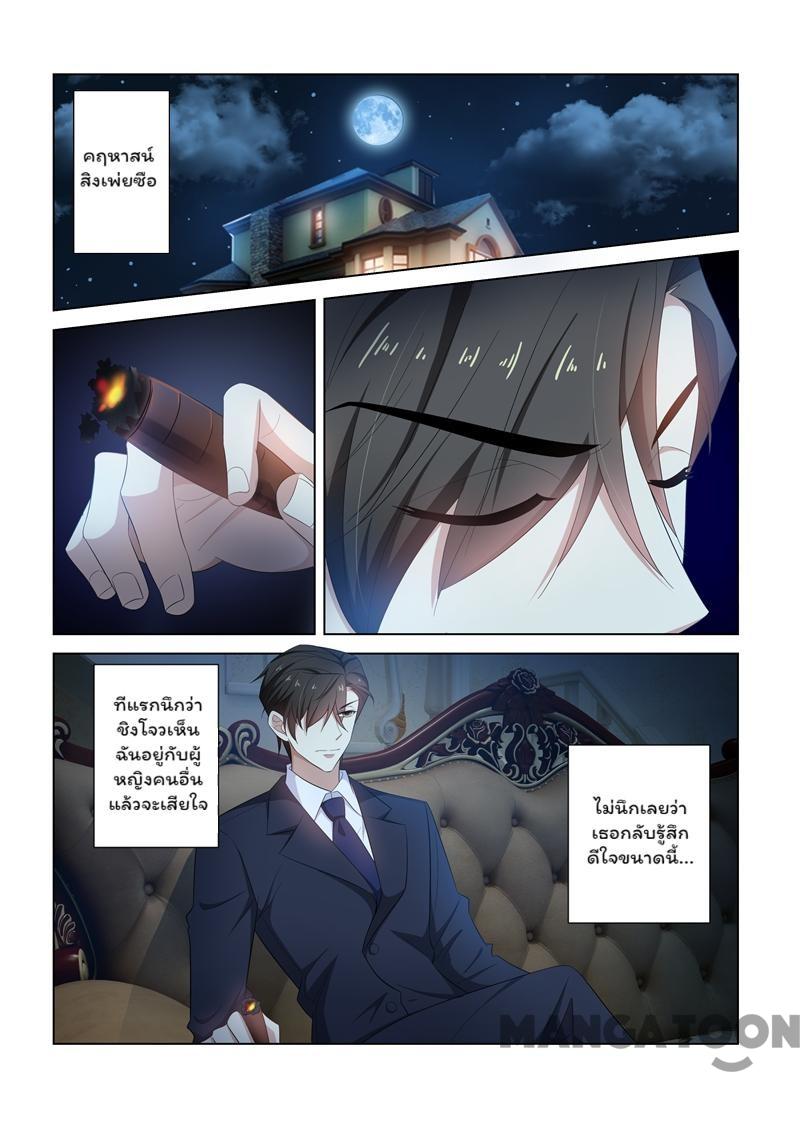 คฤหาสน์
สิงเพ่ยซือ
ทีแรกนึกว่า
ชิงโจวเห็น
ฉันอยู่กับผู้
หญิงคนอื่น
แล้วจะเสียใจ
ไม่นึกเลยว่า
เธอกลับรู้สึก
ดีใจขนาดนี้...
MANGATOON